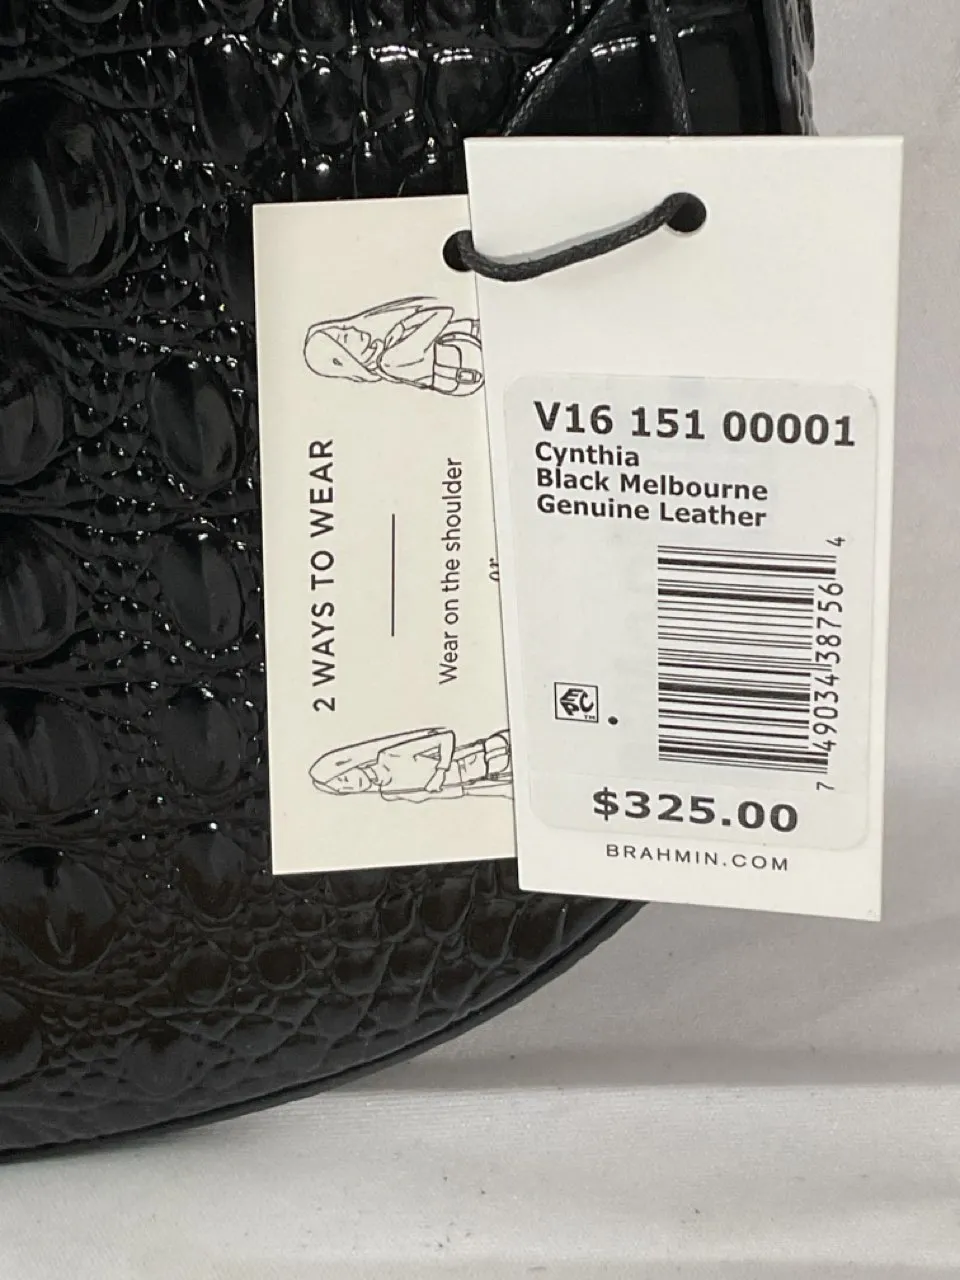 2 WAYS TO WEAR
Wear on the shoulder
or
V16 151 00001
Cynthia
Black Melbourne
Genuine Leather
7 49034 38756 4
$325.00
BRAHMIN.COM